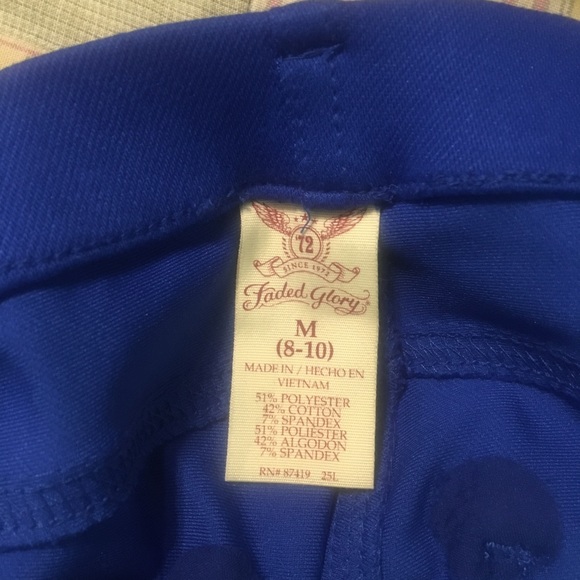 '72
SINCE 1972
Faded Glory
M
(8-10)
MADE IN / HECHO EN
VIETNAM
51% POLYESTER
42% COTTON
7% SPANDEX
51% POLIESTER
42% ALGODON
7% SPANDEX
RN# 87419 25L